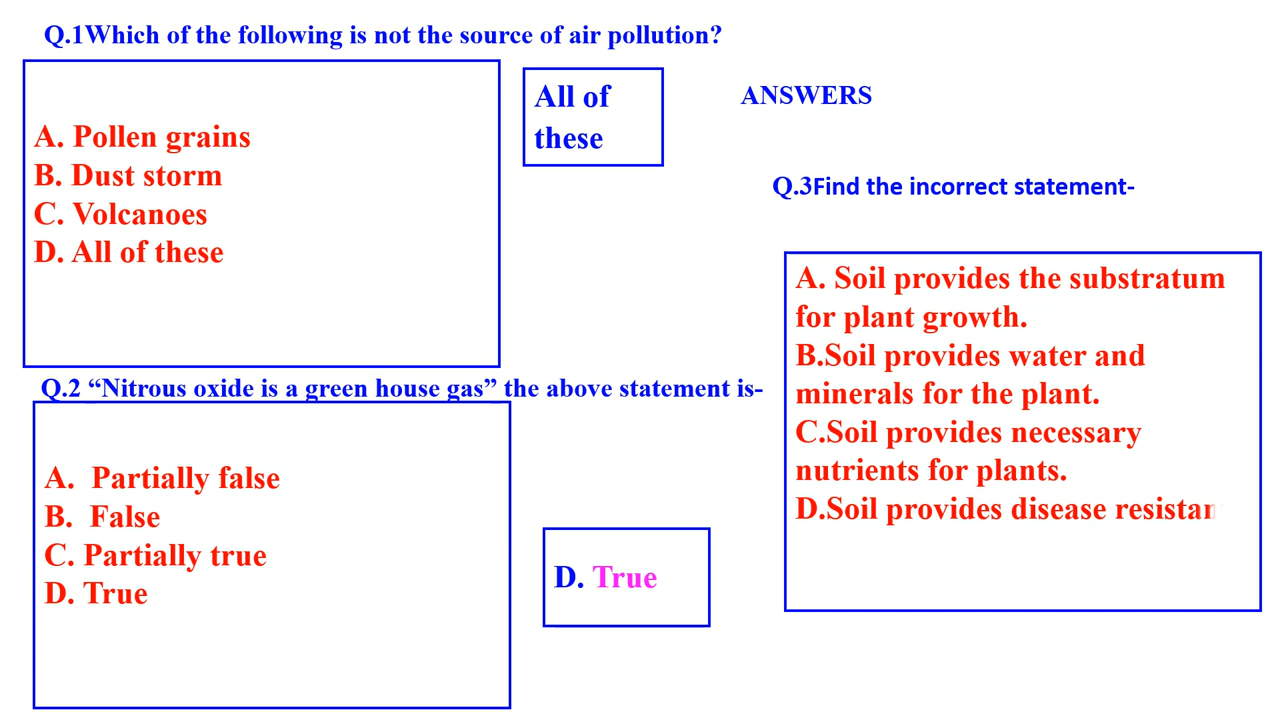 Q.1Which of the following is not the source of air pollution?
A. Pollen grains
B. Dust storm
C. Volcanoes
D. All of these
All of
these
ANSWERS
Q.2 “Nitrous oxide is a green house gas” the above statement is-
A. Partially false
B. False
C. Partially true
D. True
D. True
Q.3Find the incorrect statement-
A. Soil provides the substratum
for plant growth.
B.Soil provides water and
minerals for the plant.
C.Soil provides necessary
nutrients for plants.
D.Soil provides disease